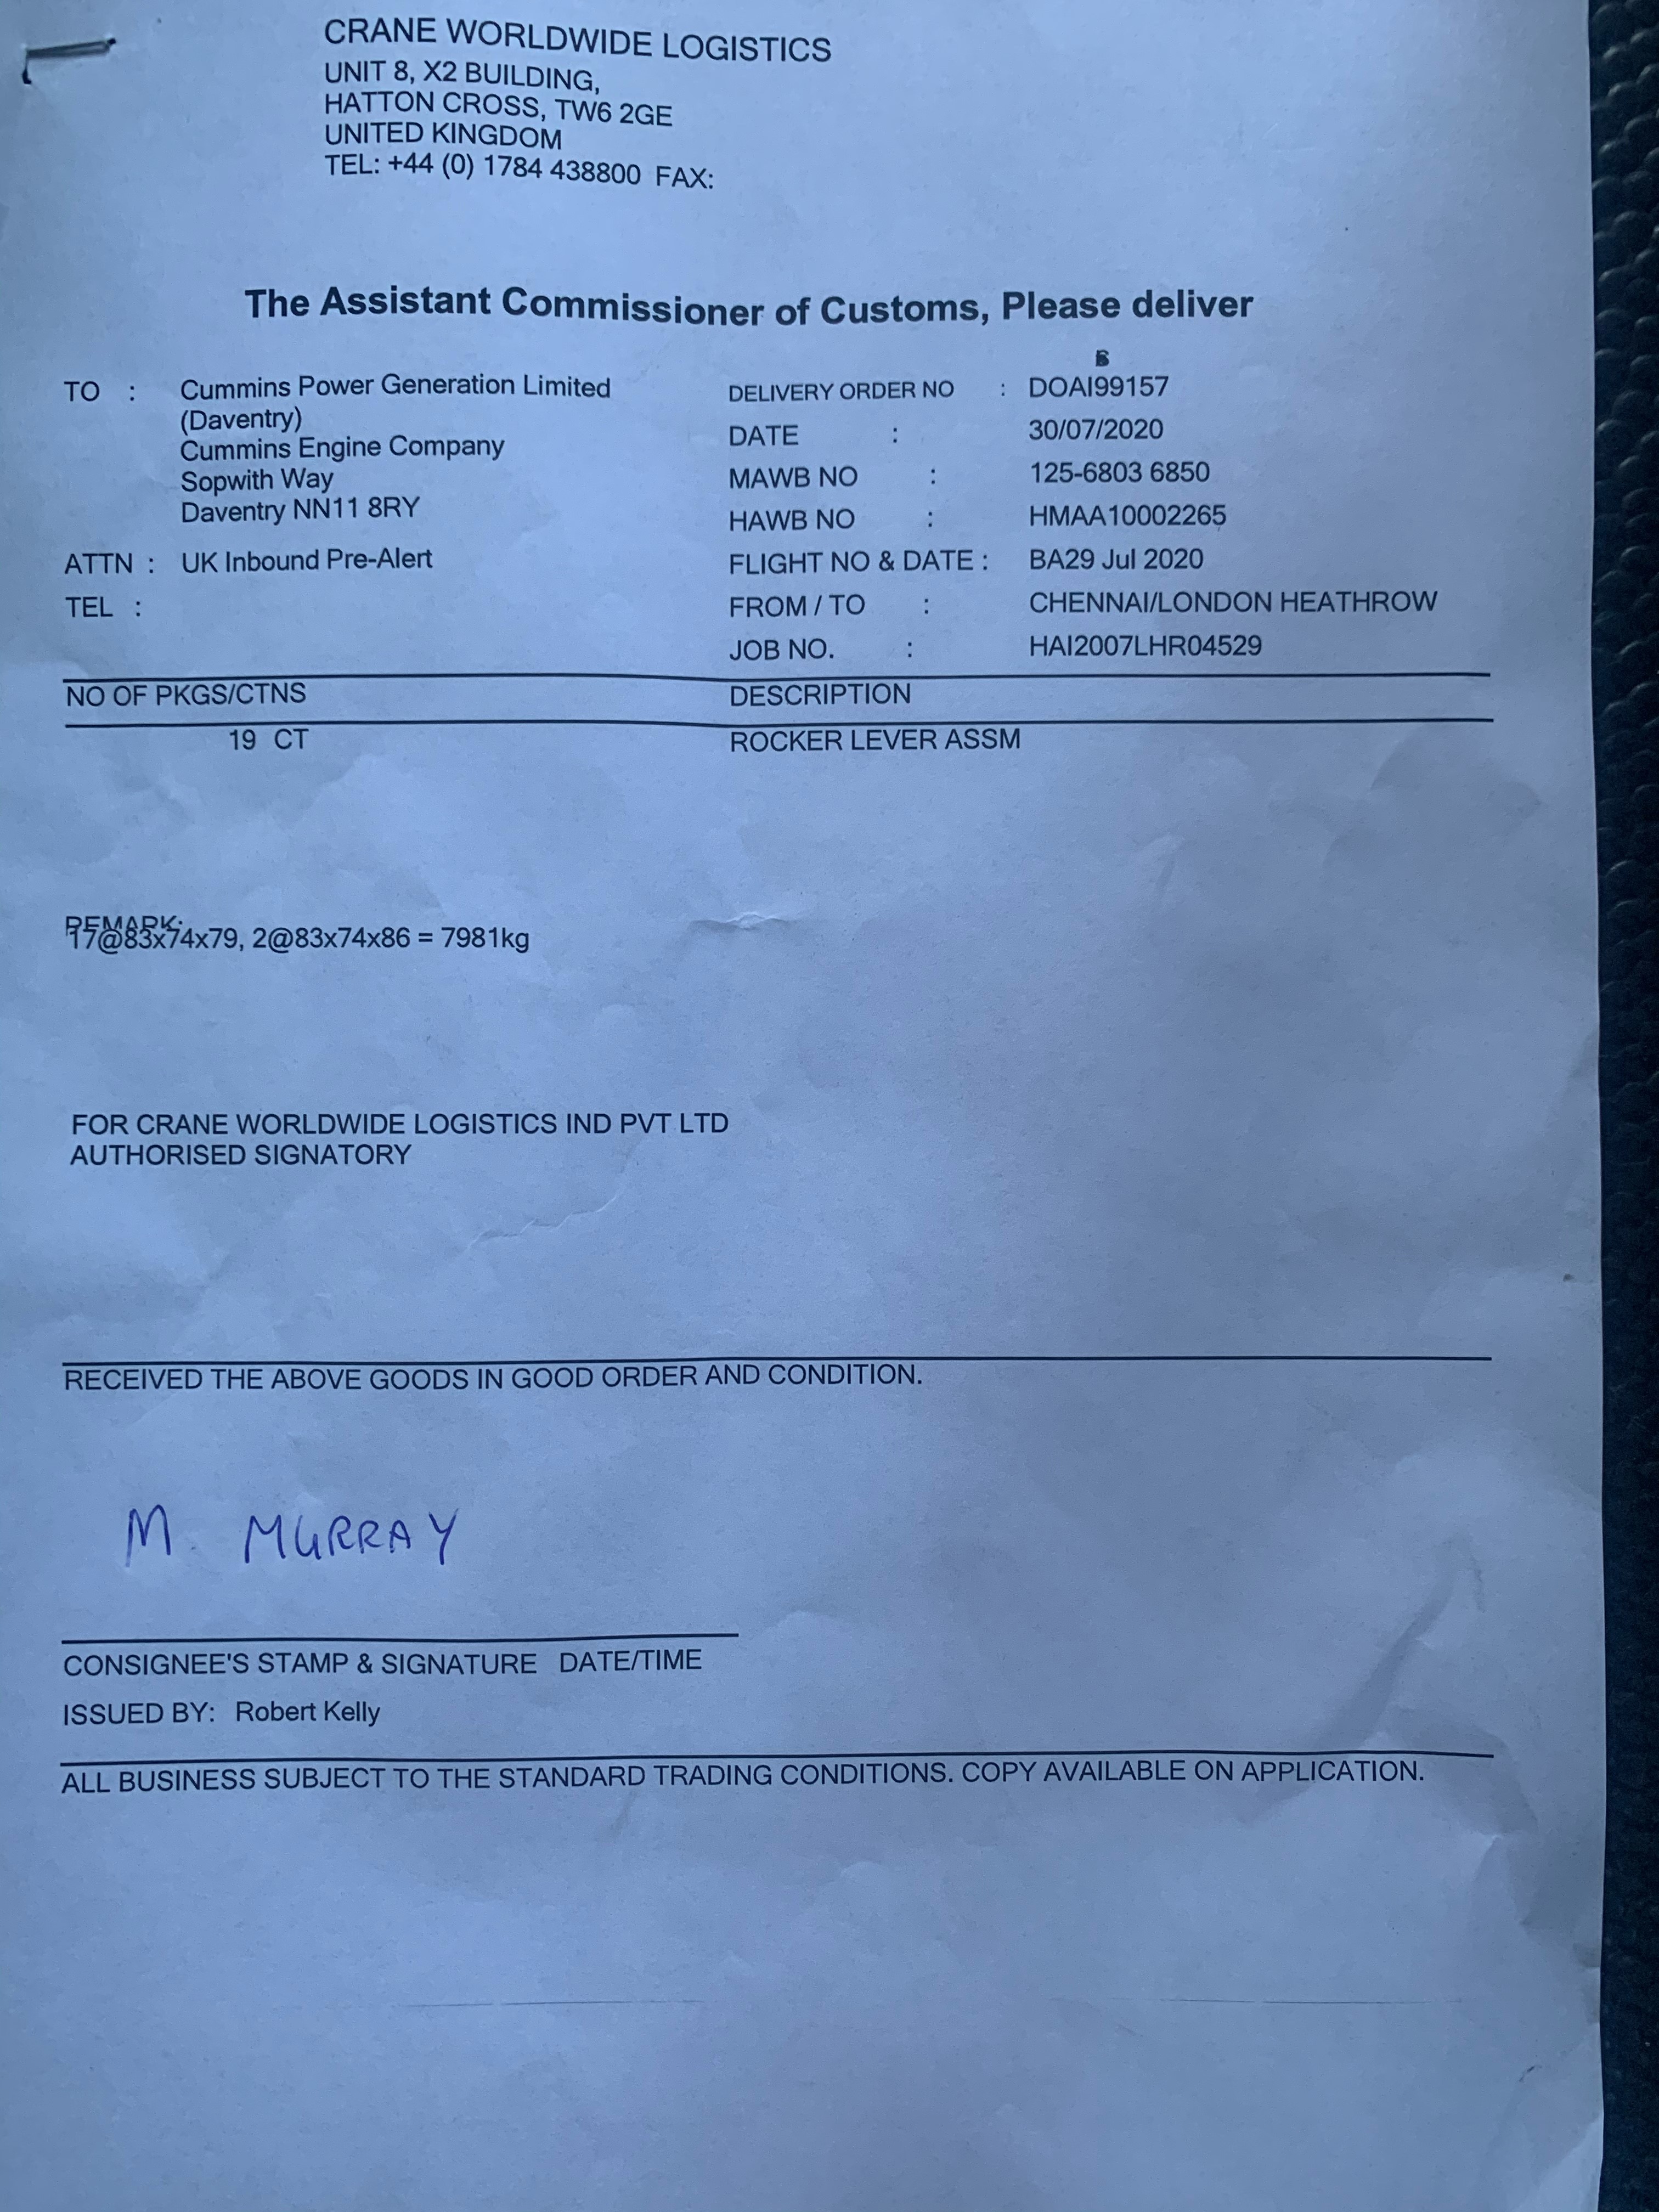 CRANE WORLDWIDE LOGISTICS
UNIT 8, X2 BUILDING,
HATTON CROSS, TW6 2GE
UNITED KINGDOM
TEL: +44 (0) 1784 438800 FAX:
The Assistant Commissioner of Customs, Please deliver
TO : Cummins Power Generation Limited
(Daventry)
Cummins Engine Company
Sopwith Way
Daventry NN11 8RY
ATTN : UK Inbound Pre-Alert
TEL :
DELIVERY ORDER NO : DOAI99157
DATE : 30/07/2020
MAWB NO : 125-6803 6850
HAWB NO : HMAA10002265
FLIGHT NO & DATE : BA29 Jul 2020
FROM / TO : CHENNAI/LONDON HEATHROW
JOB NO. : HAI2007LHR04529
NO OF PKGS/CTNS DESCRIPTION
19 CT ROCKER LEVER ASSM
REMARK:
17@83x74x79, 2@83x74x86 = 7981kg
FOR CRANE WORLDWIDE LOGISTICS IND PVT LTD
AUTHORISED SIGNATORY
RECEIVED THE ABOVE GOODS IN GOOD ORDER AND CONDITION.
M MURRAY
CONSIGNEE'S STAMP & SIGNATURE DATE/TIME
ISSUED BY: Robert Kelly
ALL BUSINESS SUBJECT TO THE STANDARD TRADING CONDITIONS. COPY AVAILABLE ON APPLICATION.